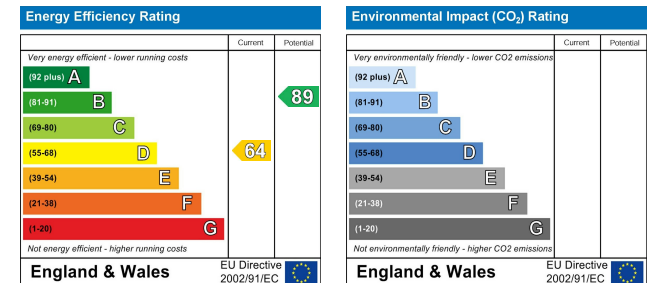 Energy Efficiency Rating
Current Potential
Very energy efficient - lower running costs
(92 plus) A
(81-91) B
89
(69-80) C
(55-68) D
64
(39-54) E
(21-38) F
(1-20) G
Not energy efficient - higher running costs
England & Wales
EU Directive
2002/91/EC
Environmental Impact (CO₂) Rating
Current Potential
Very environmentally friendly - lower CO2 emissions
(92 plus) A
(81-91) B
(69-80) C
(55-68) D
(39-54) E
(21-38) F
(1-20) G
Not environmentally friendly - higher CO2 emissions
England & Wales
EU Directive
2002/91/EC